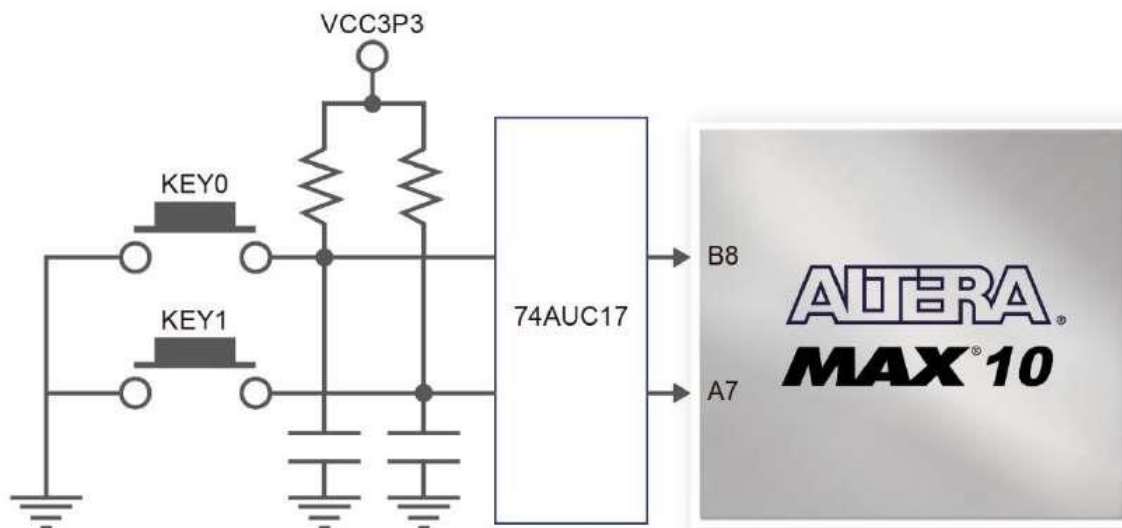 VCC3P3
KEY0
KEY1
74AUC17
B8
A7
ALTERA®
MAX® 10